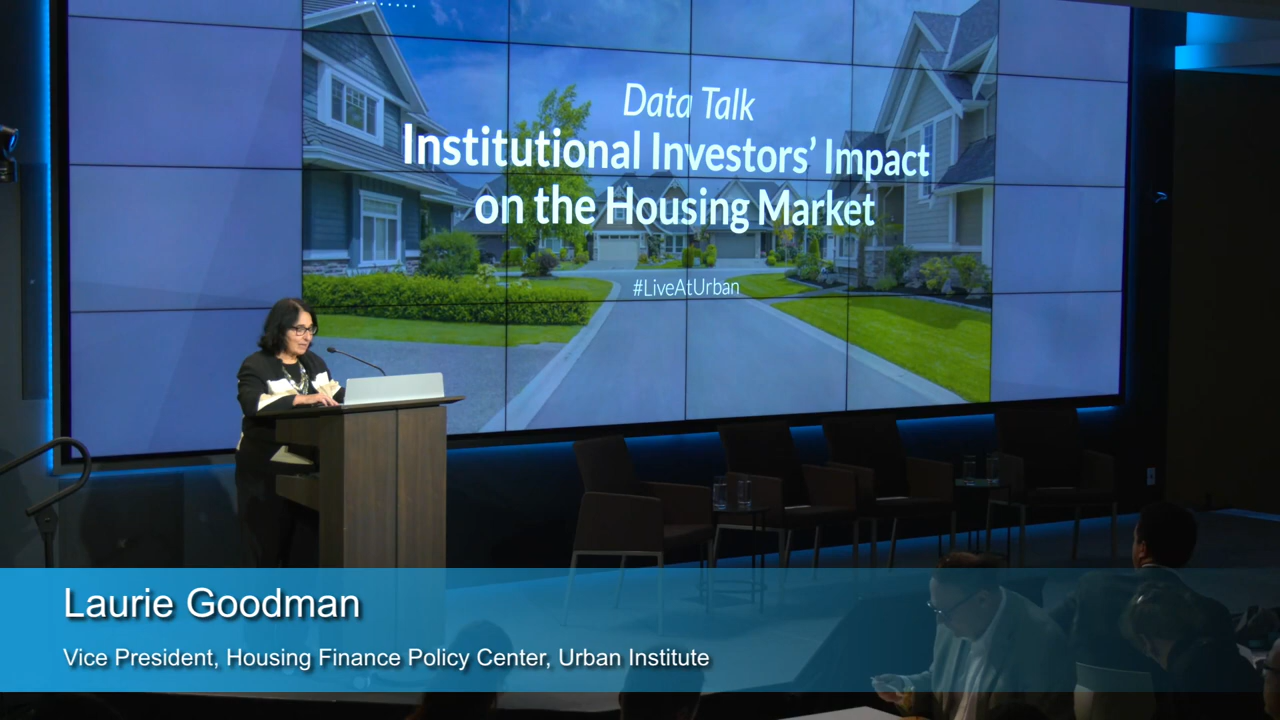 Data Talk
Institutional Investors’ Impact
on the Housing Market
#LiveAtUrban
Laurie Goodman
Vice President, Housing Finance Policy Center, Urban Institute